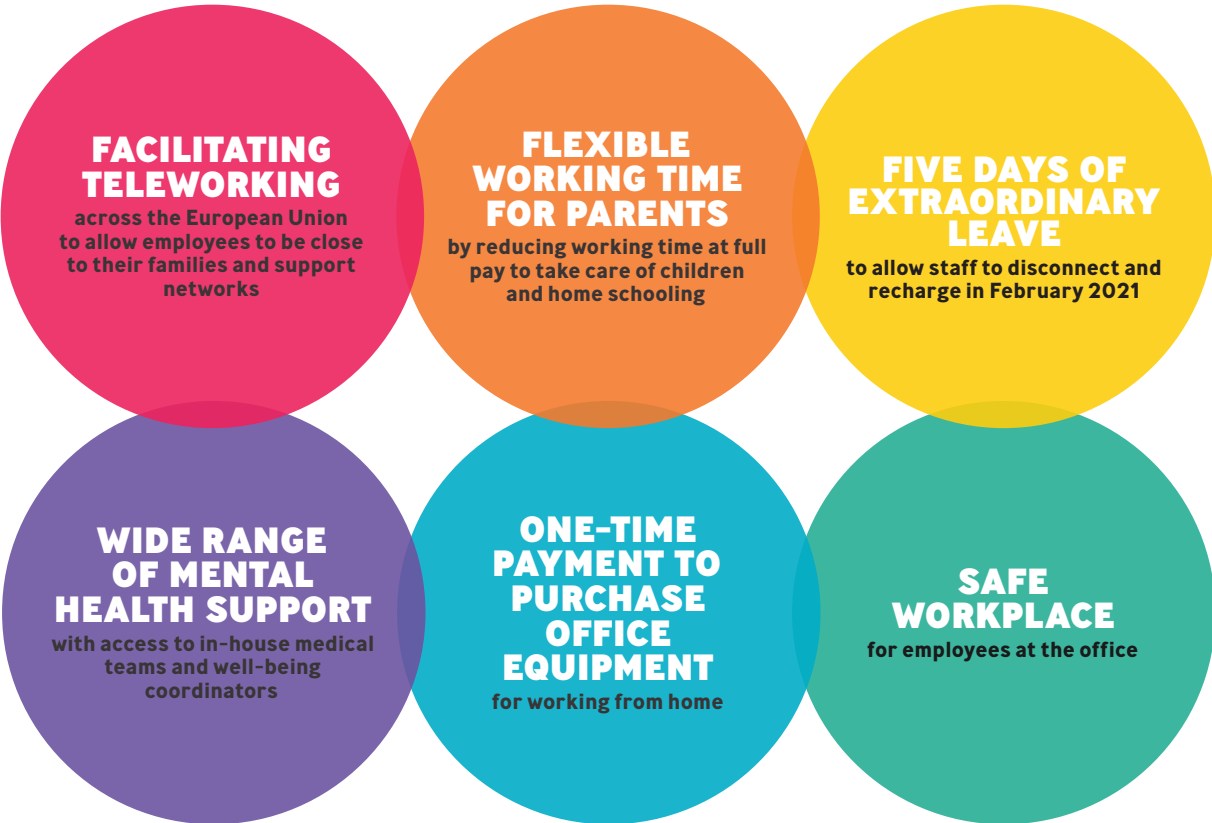 FACILITATING
TELEWORKING
across the European Union
to allow employees to be close
to their families and support
networks
FLEXIBLE
WORKING TIME
FOR PARENTS
by reducing working time at full
pay to take care of children
and home schooling
FIVE DAYS OF
EXTRAORDINARY
LEAVE
to allow staff to disconnect and
recharge in February 2021
WIDE RANGE
OF MENTAL
HEALTH SUPPORT
with access to in-house medical
teams and well-being
coordinators
ONE-TIME
PAYMENT TO
PURCHASE
OFFICE
EQUIPMENT
for working from home
SAFE
WORKPLACE
for employees at the office